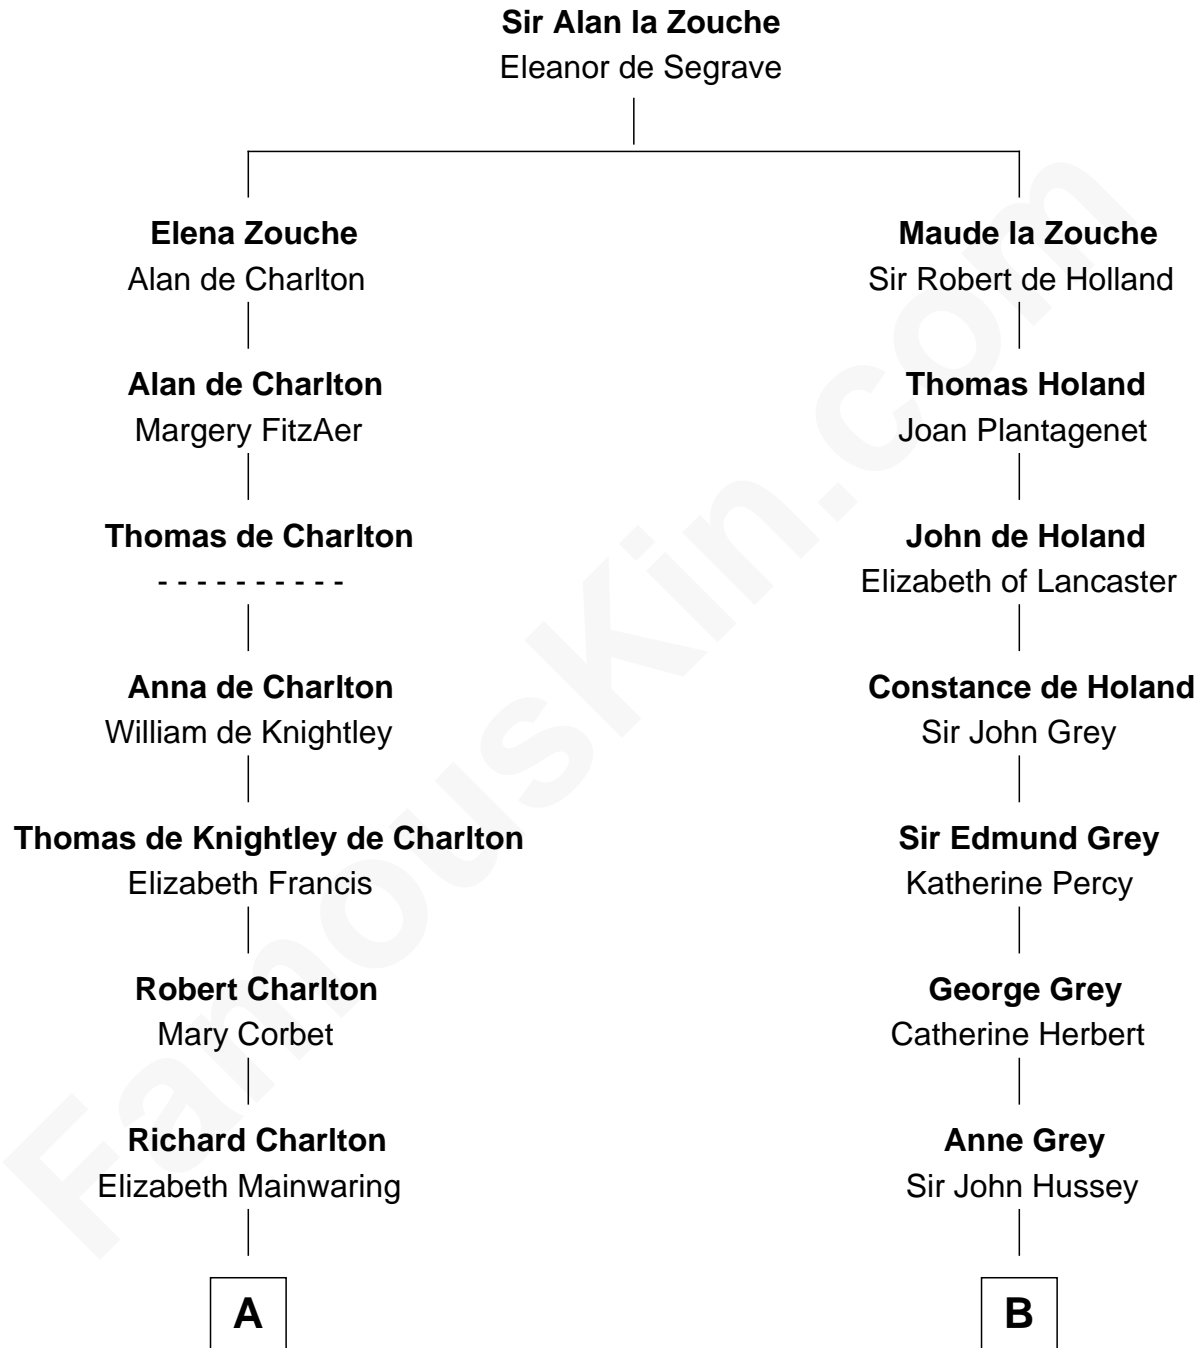 Sir Alan la Zouche
Eleanor de Segrave
Elena Zouche
Alan de Charlton
Maude la Zouche
Sir Robert de Holland
Alan de Charlton
Margery FitzAer
Thomas Holand
Joan Plantagenet
Thomas de Charlton
- - - - - - - - - -
John de Holand
Elizabeth of Lancaster
Anna de Charlton
William de Knightley
Constance de Holand
Sir John Grey
Thomas de Knightley de Charlton
Elizabeth Francis
Sir Edmund Grey
Katherine Percy
Robert Charlton
Mary Corbet
George Grey
Catherine Herbert
Richard Charlton
Elizabeth Mainwaring
Anne Grey
Sir John Hussey
A
B
FamousKin.com